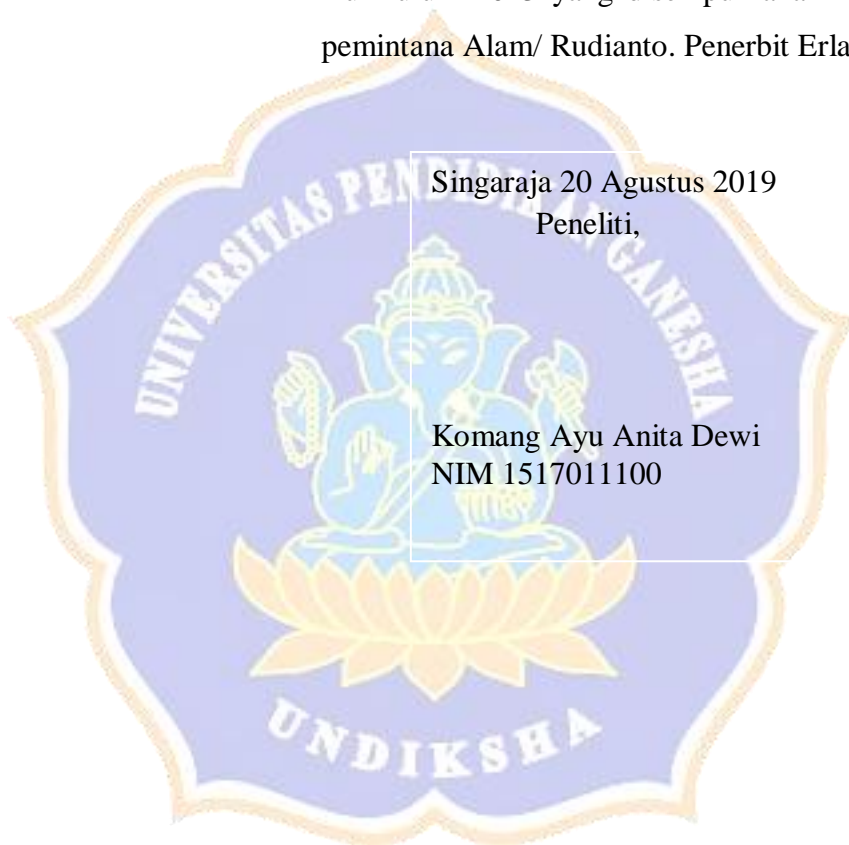 pemintana Alam/ Rudianto. Penerbit Erla
Singaraja 20 Agustus 2019
Peneliti,
UNIVERSITAS PENDIDIKAN GANESHA
Komang Ayu Anita Dewi
NIM 1517011100
UNDIKSHA